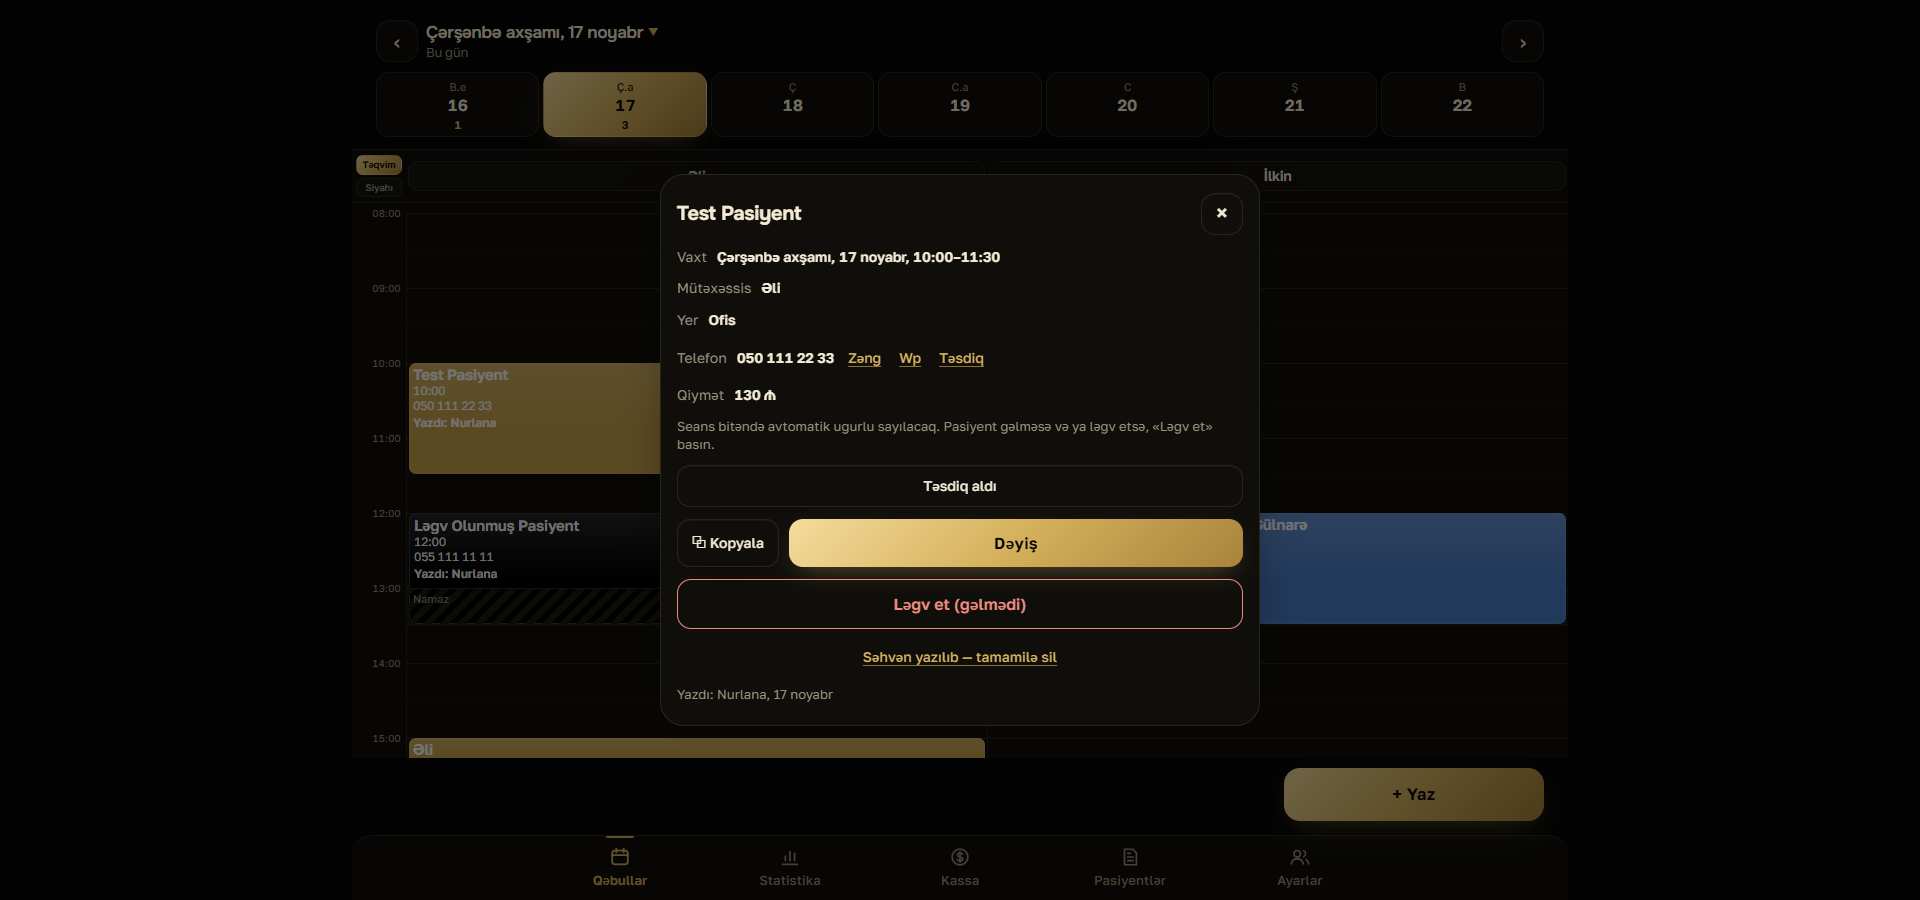 Çərşənbə axşamı, 17 noyabr
Bu gün
B.e
16
1
Ç.a
17
3
Ç
18
C.a
19
C
20
Ş
21
B
22
Təqvim
Siyahı
İlkin
08:00
09:00
10:00
11:00
12:00
13:00
14:00
15:00
Test Pasiyent
10:00
050 111 22 33
Yazdı: Nurlana
Ləgv Olunmuş Pasiyent
12:00
055 111 11 11
Yazdı: Nurlana
Namaz
Əli
Test Pasiyent
Vaxt Çərşənbə axşamı, 17 noyabr, 10:00–11:30
Mütəxəssis Əli
Yer Ofis
Telefon 050 111 22 33 Zəng Wp Təsdiq
Qiymət 130 ₼
Seans bitəndə avtomatik ugurlu sayılacaq. Pasiyent gəlməsə və ya ləgv etsə, «Ləgv et»
basın.
Təsdiq aldı
Kopyala
Dəyiş
Ləgv et (gəlmədi)
Səhvən yazılıb — tamamilə sil
Yazdı: Nurlana, 17 noyabr
+ Yaz
Qəbullar
Statistika
Kassa
Pasiyentlər
Ayarlar